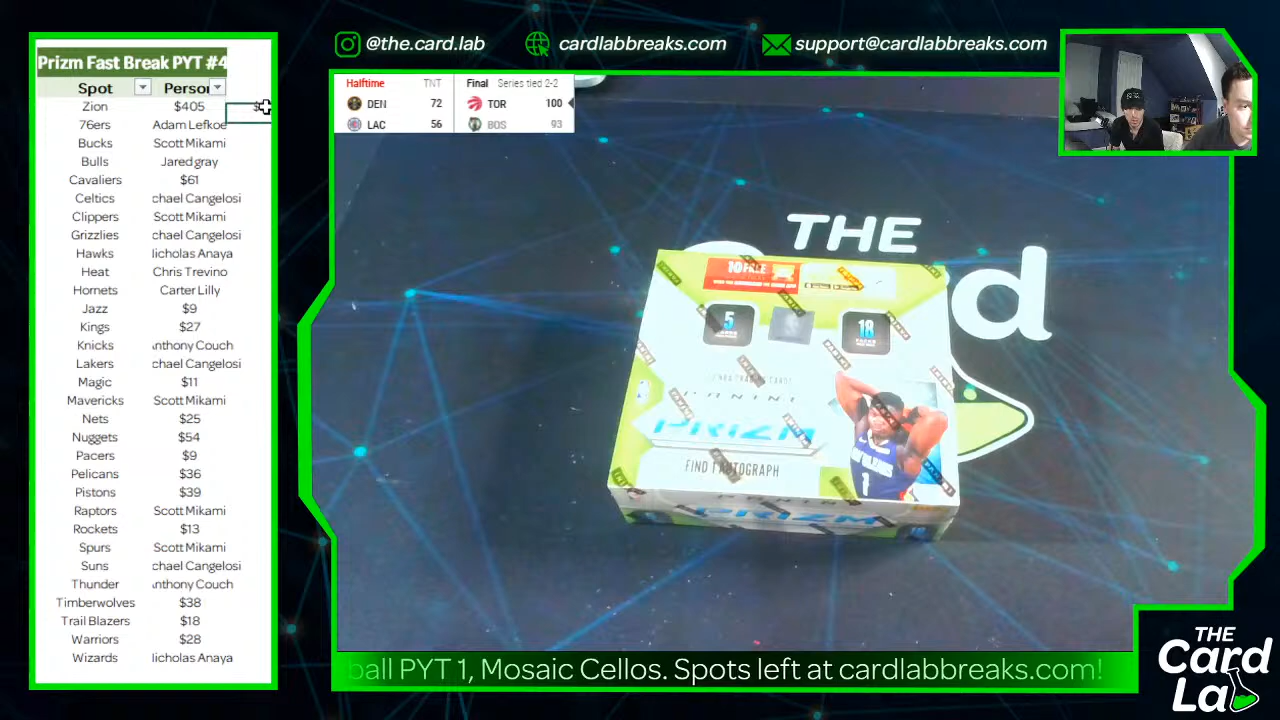 @the.card.lab
cardlabbreaks.com
support@cardlabbreaks.com
Prizm Fast Break PYT #4
Spot Person
Zion $405
76ers Adam Lefkoe
Bucks Scott Mikami
Bulls Jared gray
Cavaliers $61
Celtics chael Cangelosi
Clippers Scott Mikami
Grizzlies chael Cangelosi
Hawks licholas Anaya
Heat Chris Trevino
Hornets Carter Lilly
Jazz $9
Kings $27
Knicks nthony Couch
Lakers chael Cangelosi
Magic $11
Mavericks Scott Mikami
Nets $25
Nuggets $54
Pacers $9
Pelicans $36
Pistons $39
Raptors Scott Mikami
Rockets $13
Spurs Scott Mikami
Suns chael Cangelosi
Thunder nthony Couch
Timberwolves $38
Trail Blazers $18
Warriors $28
Wizards licholas Anaya
Halftime TNT
DEN 72
LAC 56
Final Series tied 2-2
TOR 100
BOS 93
THE
d
10 FREE
5
18
PANINI
PRIZM
FIND 1 AUTOGRAPH
PANINI
PRIZM
ball PYT 1, Mosaic Cellos. Spots left at cardlabbreaks.com!
THE
Card
La